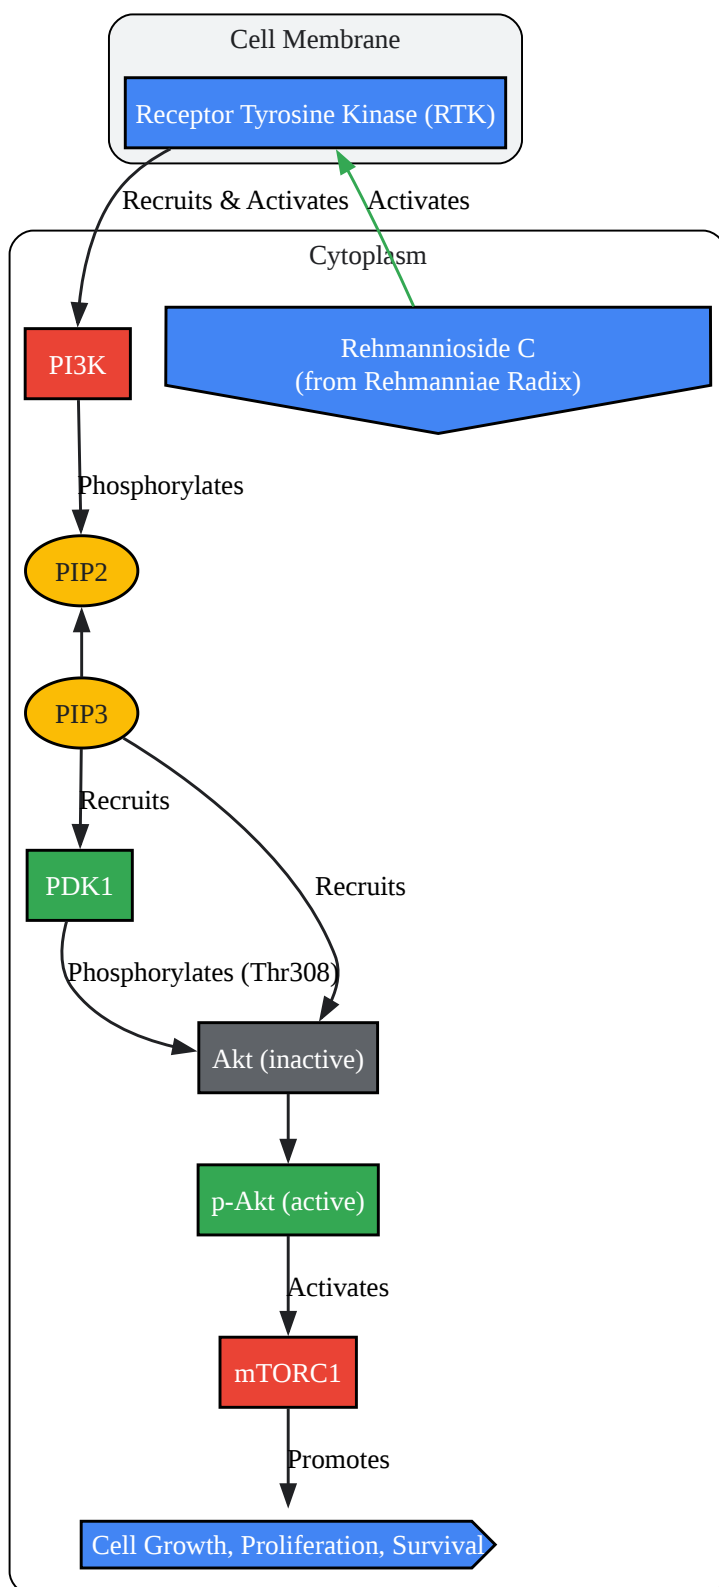 Cell Membrane
Receptor Tyrosine Kinase (RTK)
Recruits & Activates
Activates
Cytoplasm
PI3K
Rehmannioside C
(from Rehmanniae Radix)
Phosphorylates
PIP2
PIP3
Recruits
PDK1
Recruits
Phosphorylates (Thr308)
Akt (inactive)
p-Akt (active)
Activates
mTORC1
Promotes
Cell Growth, Proliferation, Survival